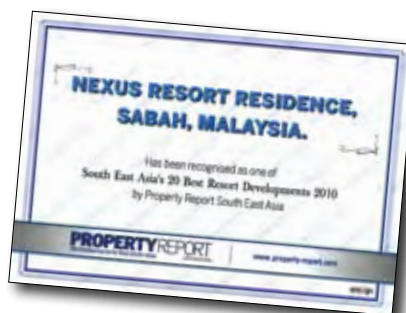 NEXUS RESORT RESIDENCE,
SABAH, MALAYSIA.
Has been recognised as one of
South East Asia's 20 Best Resort Developments 2010
by Property Report South East Asia
PROPERTYREPORT
www.property-report.com